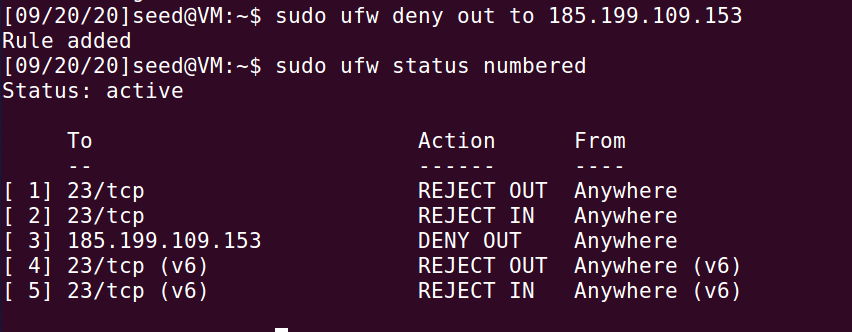 [09/20/20]seed@VM:~$ sudo ufw deny out to 185.199.109.153
Rule added
[09/20/20]seed@VM:~$ sudo ufw status numbered
Status: active
To Action From
-- ------ ----
[ 1] 23/tcp REJECT OUT Anywhere
[ 2] 23/tcp REJECT IN Anywhere
[ 3] 185.199.109.153 DENY OUT Anywhere
[ 4] 23/tcp (v6) REJECT OUT Anywhere (v6)
[ 5] 23/tcp (v6) REJECT IN Anywhere (v6)